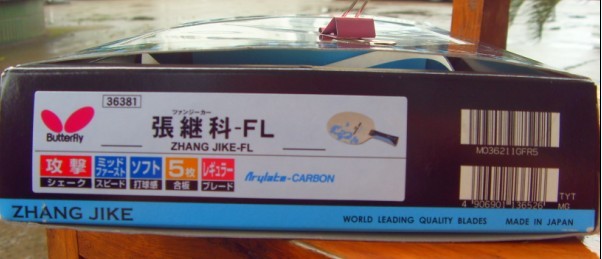 36381
ファンジーカー
張継科-FL
ZHANG JIKE-FL
Butterfly
攻撃
シェーク
ミッド
ファースト
スピード
ソフト
打球感
5枚
合板
レギュラー
ブレード
Arylate-CARBON
MD36211GFR5
TYT
MG
ZHANG JIKE
WORLD LEADING QUALITY BLADES
MADE IN JAPAN